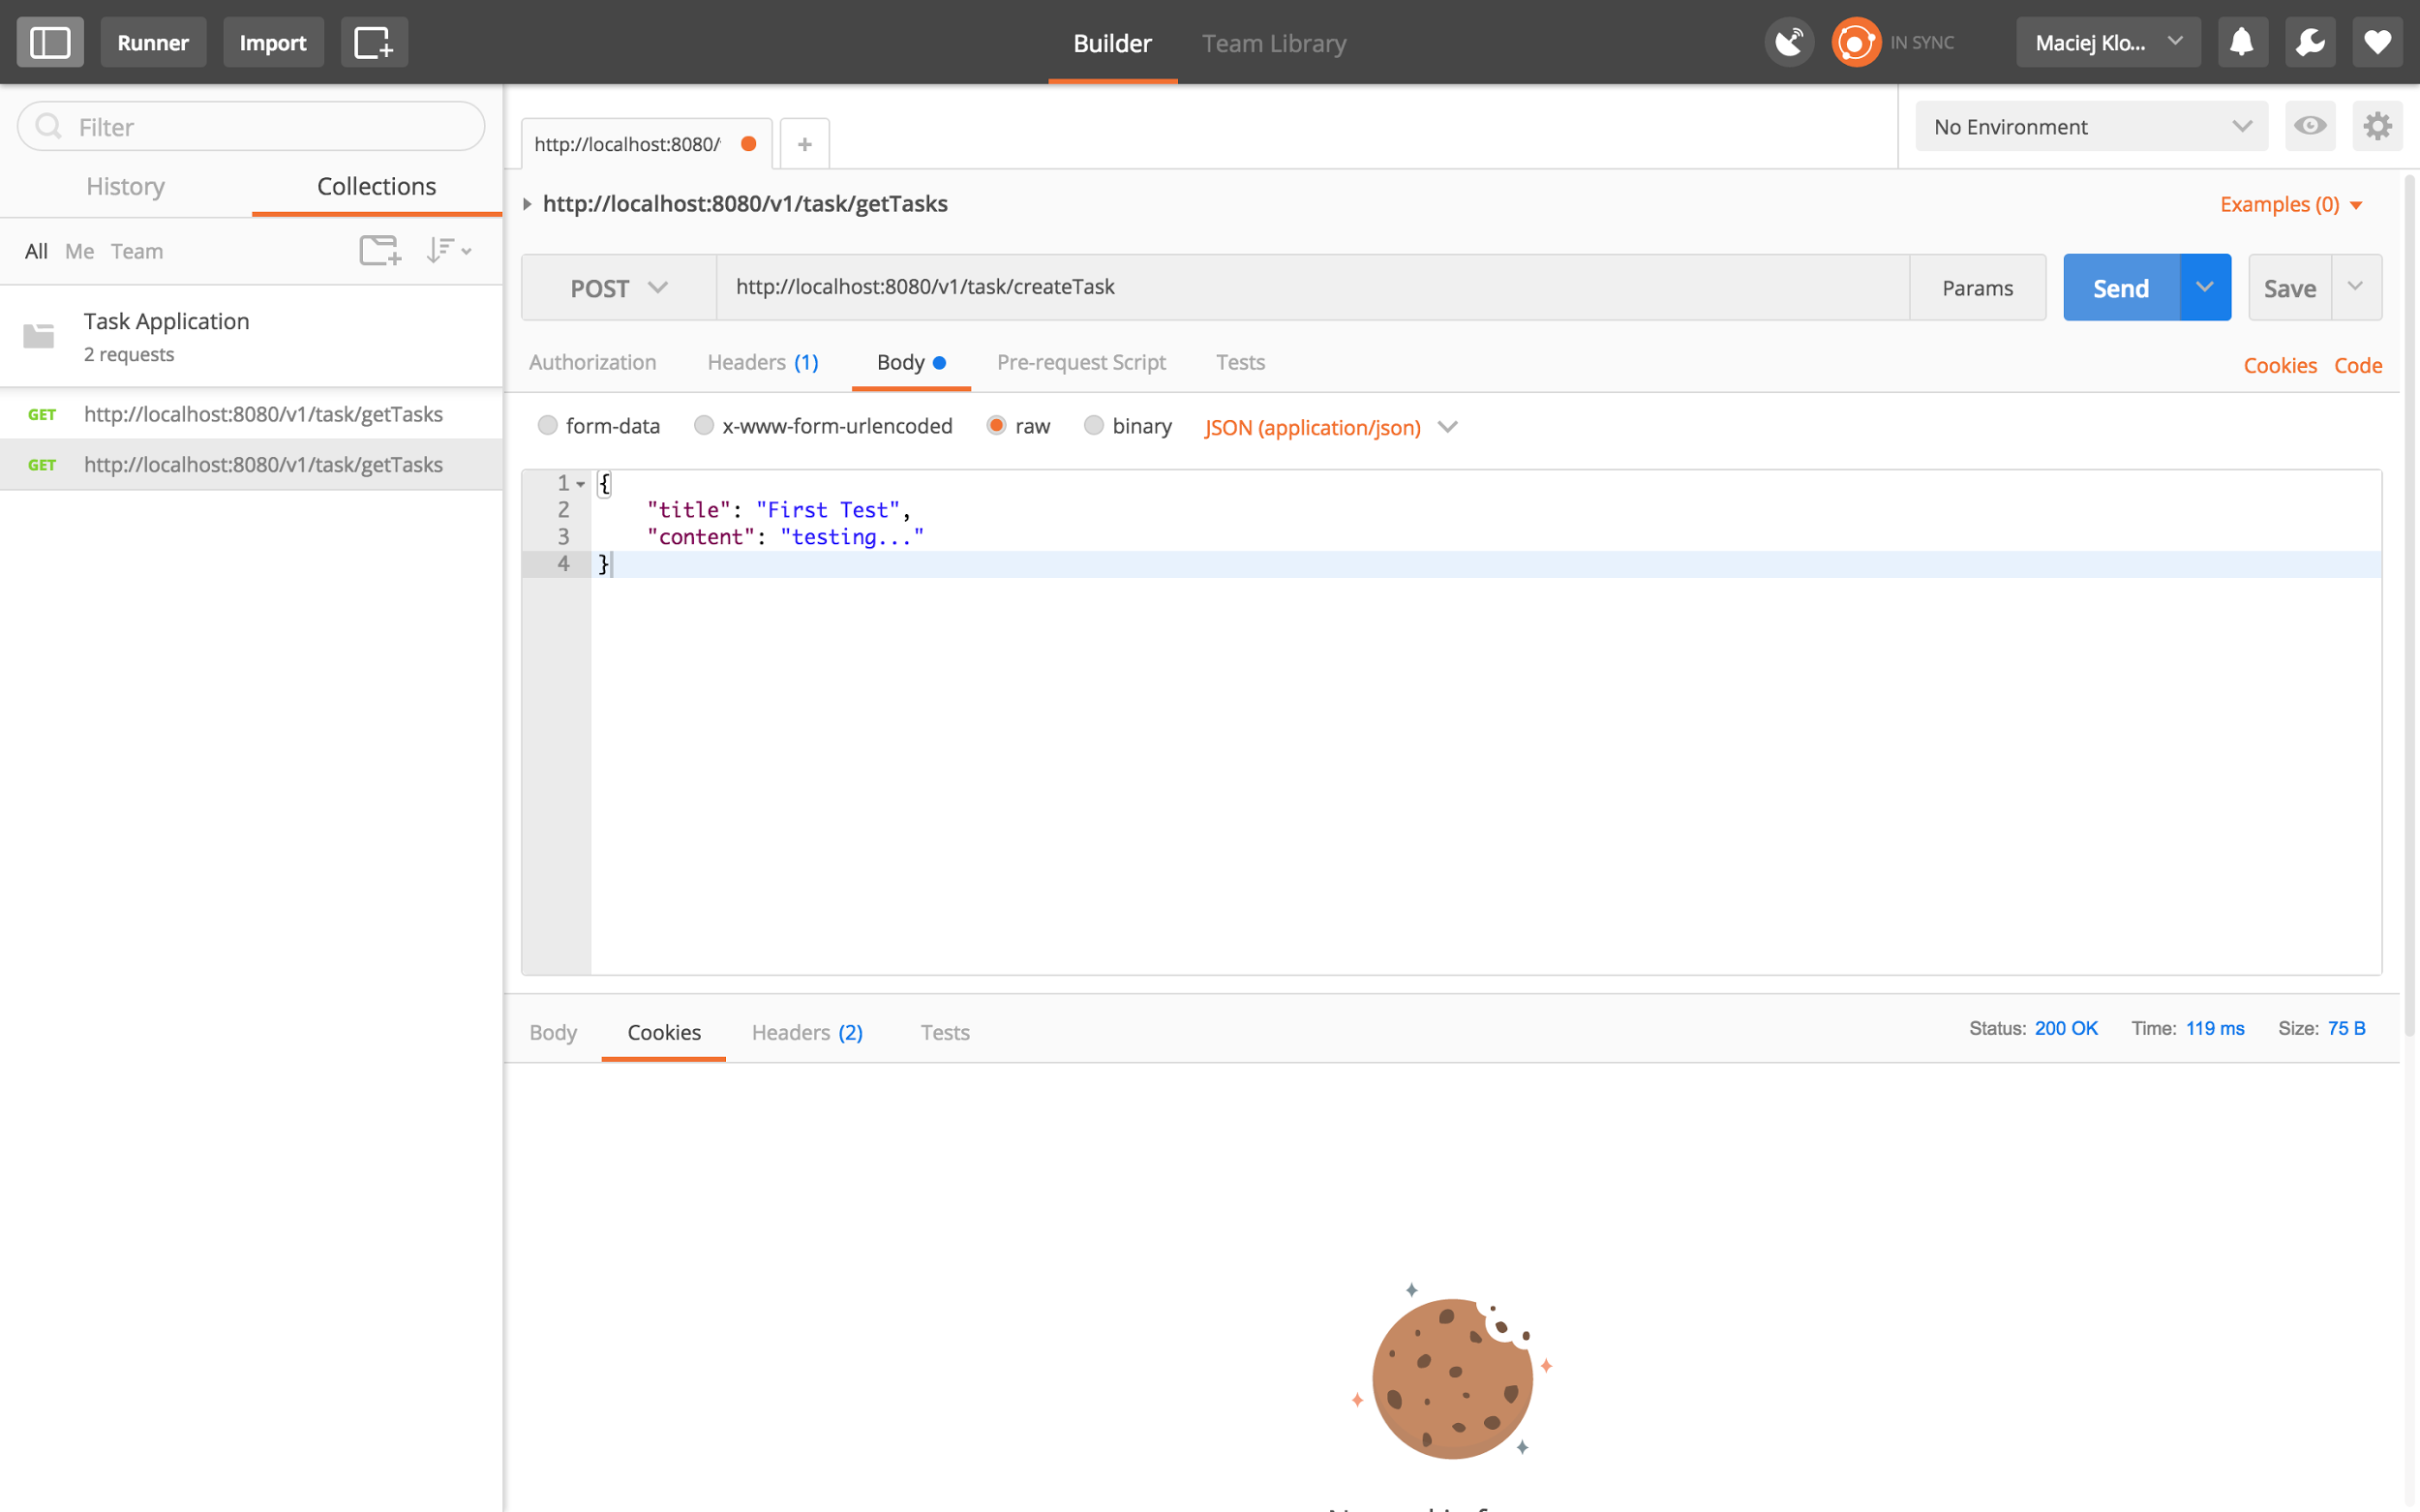 Runner Import Builder Team Library IN SYNC Maciej Klo...
Filter
History Collections
All Me Team
Task Application
2 requests
GET http://localhost:8080/v1/task/getTasks
GET http://localhost:8080/v1/task/getTasks
http://localhost:8080/ + No Environment
http://localhost:8080/v1/task/getTasks Examples (0)
POST http://localhost:8080/v1/task/createTask Params Send Save
Authorization Headers (1) Body Pre-request Script Tests Cookies Code
form-data x-www-form-urlencoded raw binary JSON (application/json)
1 {
2 "title": "First Test",
3 "content": "testing..."
4 }
Body Cookies Headers (2) Tests Status: 200 OK Time: 119 ms Size: 75 B